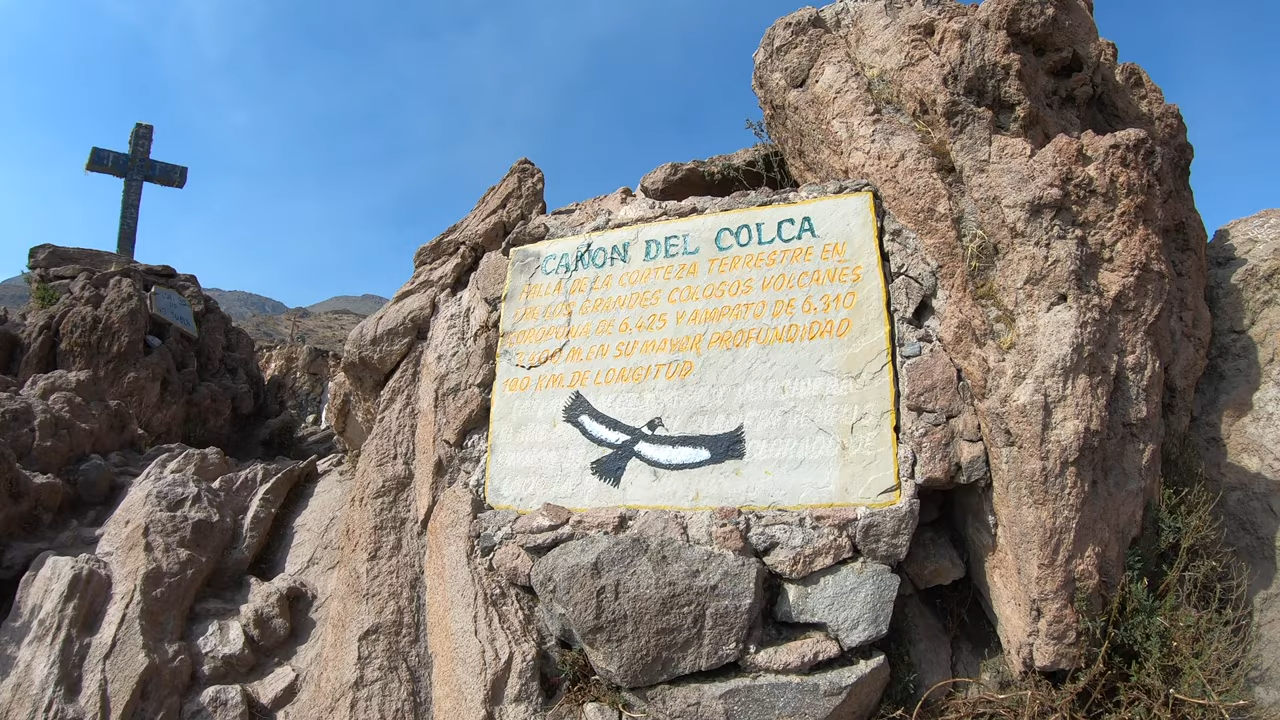 CAÑON DEL COLCA
FALLA DE LA CORTEZA TERRESTRE EN
TRE LOS GRANDES COLOSOS VOLCANES
COROPUNA DE 6,425 Y AMPATO DE 6,310
3,400 M. EN SU MAYOR PROFUNDIDAD
100 KM. DE LONGITUD